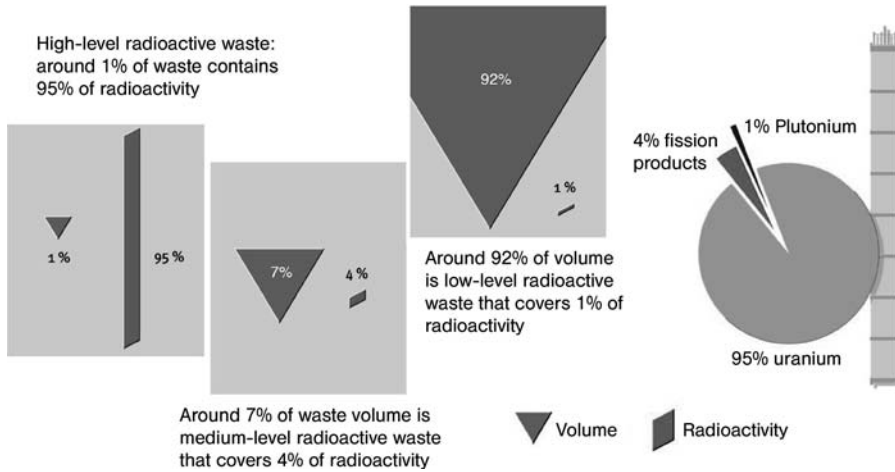 High-level radioactive waste:
around 1% of waste contains
95% of radioactivity
1 %
95 %
7%
4 %
Around 7% of waste volume is
medium-level radioactive waste
that covers 4% of radioactivity
92%
1 %
Around 92% of volume
is low-level radioactive
waste that covers 1% of
radioactivity
Volume
Radioactivity
4% fission
products
1% Plutonium
95% uranium